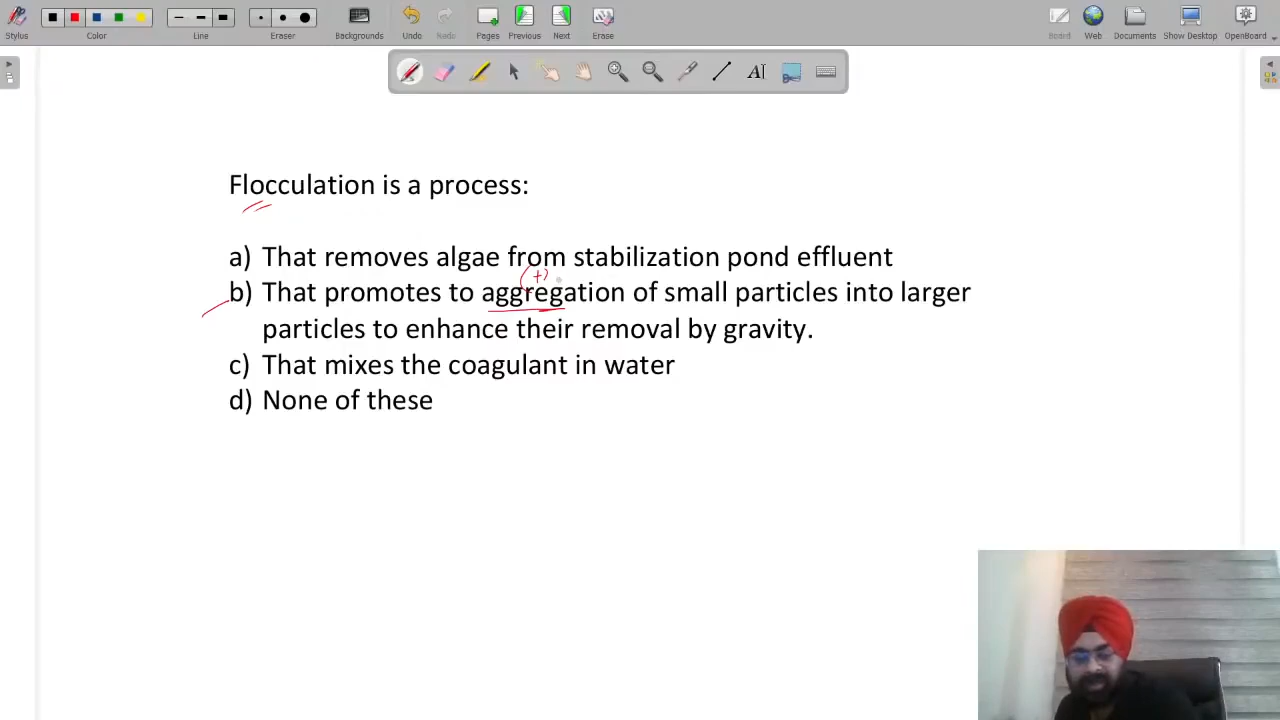 Stylus
Color
Line
Eraser
Backgrounds
Undo
Redo
Pages
Previous
Next
Erase
Board
Web
Documents
Show Desktop
OpenBoard
Flocculation is a process:
a) That removes algae from stabilization pond effluent
(+)
b) That promotes to aggregation of small particles into larger
particles to enhance their removal by gravity.
c) That mixes the coagulant in water
d) None of these